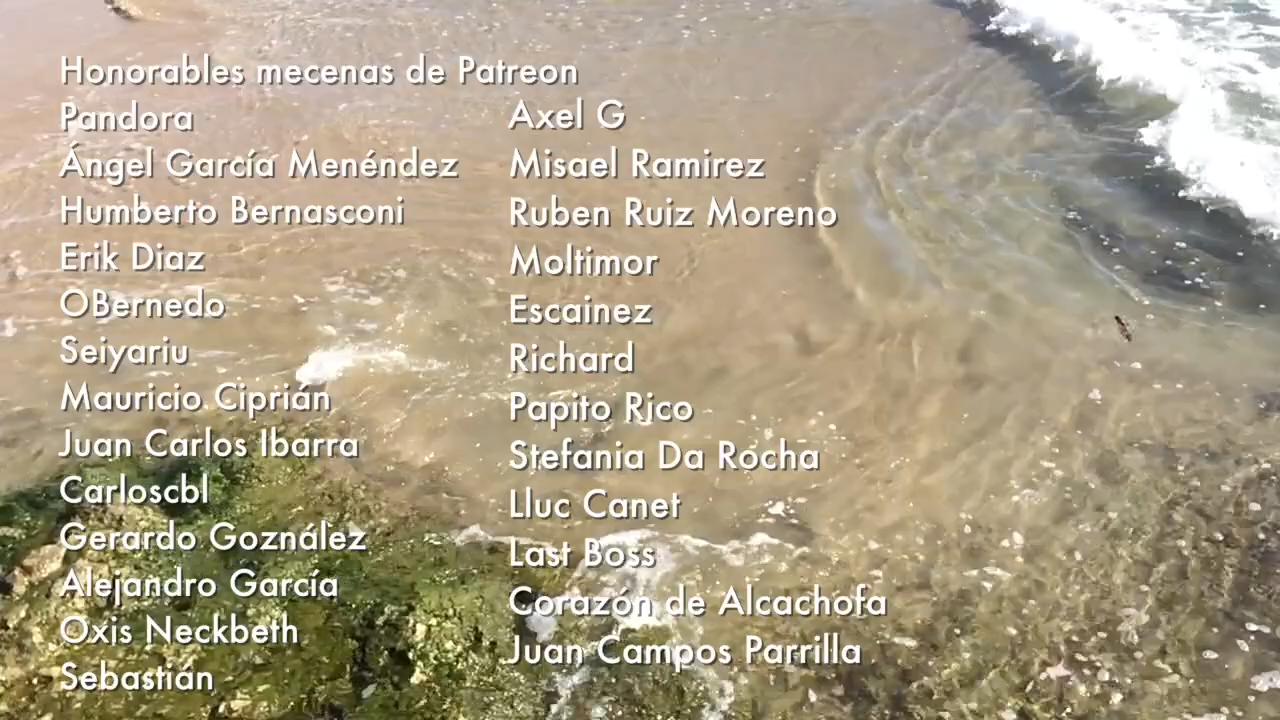 Honorables mecenas de Patreon
Pandora
Ángel García Menéndez
Humberto Bernasconi
Erik Diaz
OBernedo
Seiyariu
Mauricio Ciprián
Juan Carlos Ibarra
Carloscbl
Gerardo Goznález
Alejandro García
Oxis Neckbeth
Sebastián
Axel G
Misael Ramirez
Ruben Ruiz Moreno
Moltimor
Escainez
Richard
Papito Rico
Stefania Da Rocha
Lluc Canet
Last Boss
Corazón de Alcachofa
Juan Campos Parrilla